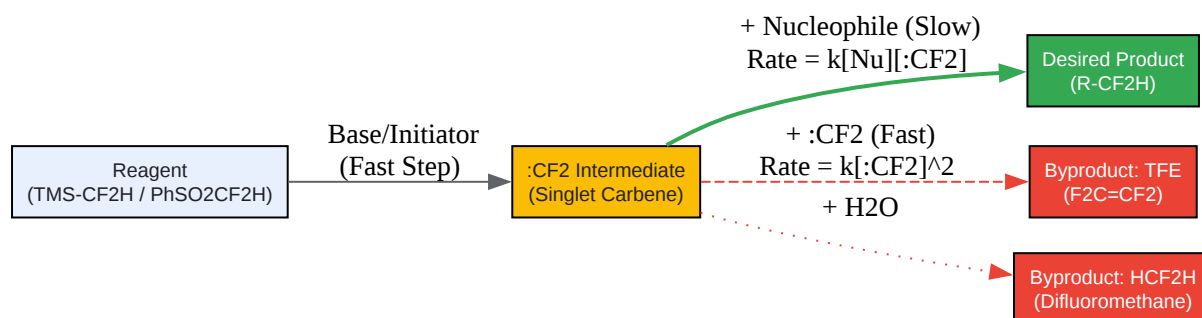 + Nucleophile (Slow)
Rate = k[Nu][:CF2]
Desired Product
(R-CF2H)
Base/Initiator
(Fast Step)
Reagent
(TMS-CF2H / PhSO2CF2H)
:CF2 Intermediate
(Singlet Carbene)
+ :CF2 (Fast)
Rate = k[:CF2]^2
Byproduct: TFE
(F2C=CF2)
+ H2O
Byproduct: HCF2H
(Difluoromethane)